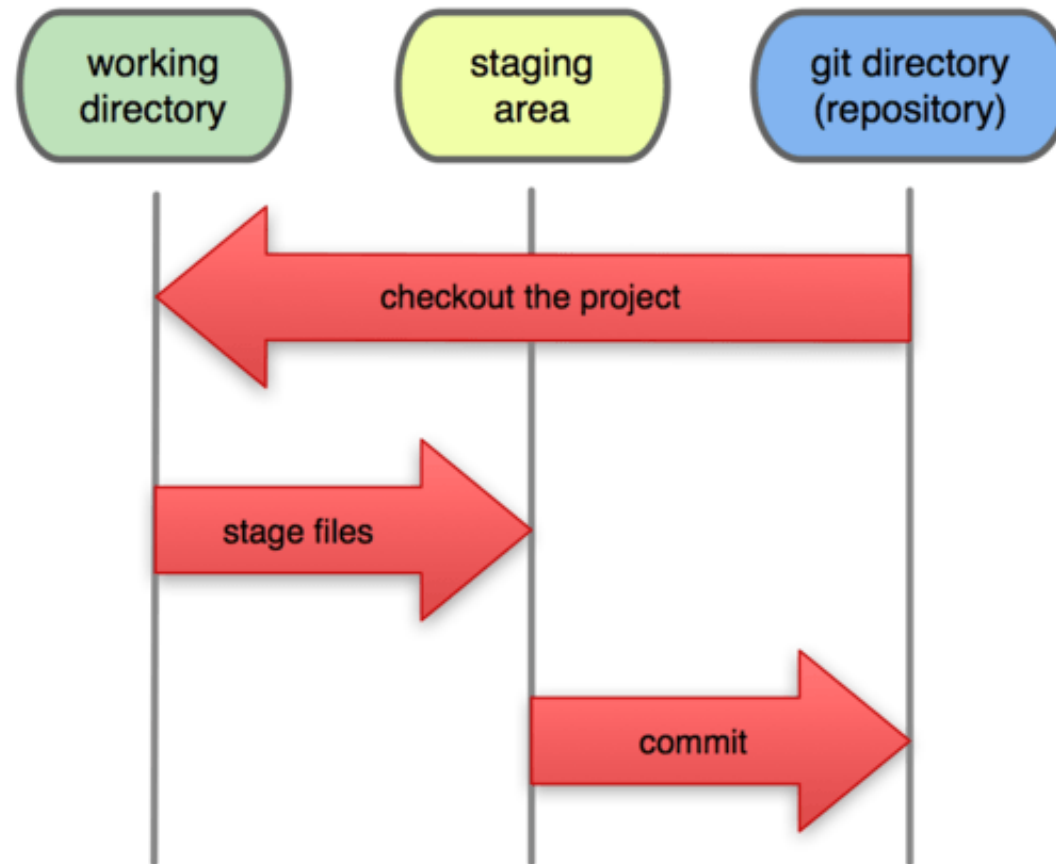 working
directory
staging
area
git directory
(repository)
checkout the project
stage files
commit